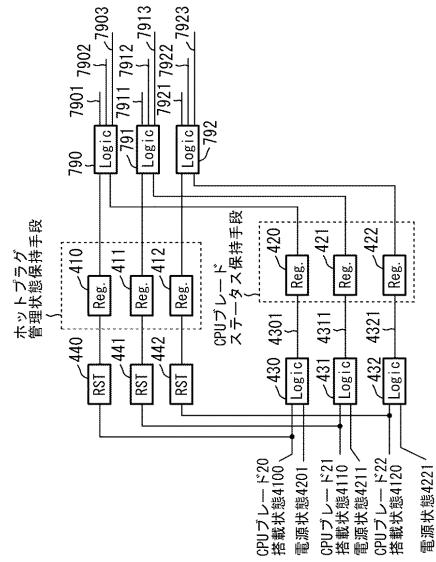 ホットプラグ
管理状態保持手段
440
RST
441
RST
442
RST
410
Reg.
411
Reg.
412
Reg.
790
Logic
791
Logic
792
Logic
7901
7902
7903
7911
7912
7913
7921
7922
7923
CPUブレード
ステータス保持手段
430
Logic
431
Logic
432
Logic
4301
4311
4321
420
Reg.
421
Reg.
422
Reg.
CPUブレード20
搭載状態4100
電源状態4201
CPUブレード21
搭載状態4110
電源状態4211
CPUブレード22
搭載状態4120
電源状態4221